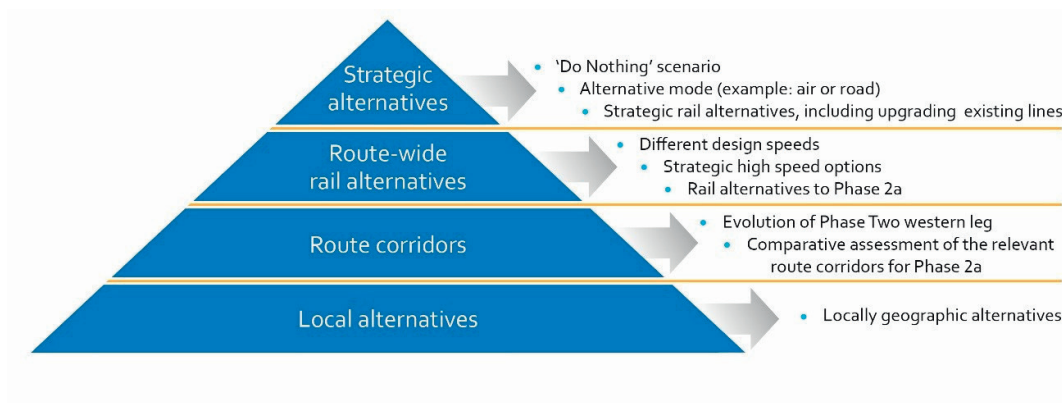 Strategic
alternatives
• ‘Do Nothing’ scenario
• Alternative mode (example: air or road)
• Strategic rail alternatives, including upgrading existing lines
Route-wide
rail alternatives
• Different design speeds
• Strategic high speed options
• Rail alternatives to Phase 2a
Route corridors
• Evolution of Phase Two western leg
• Comparative assessment of the relevant
route corridors for Phase 2a
Local alternatives
• Locally geographic alternatives